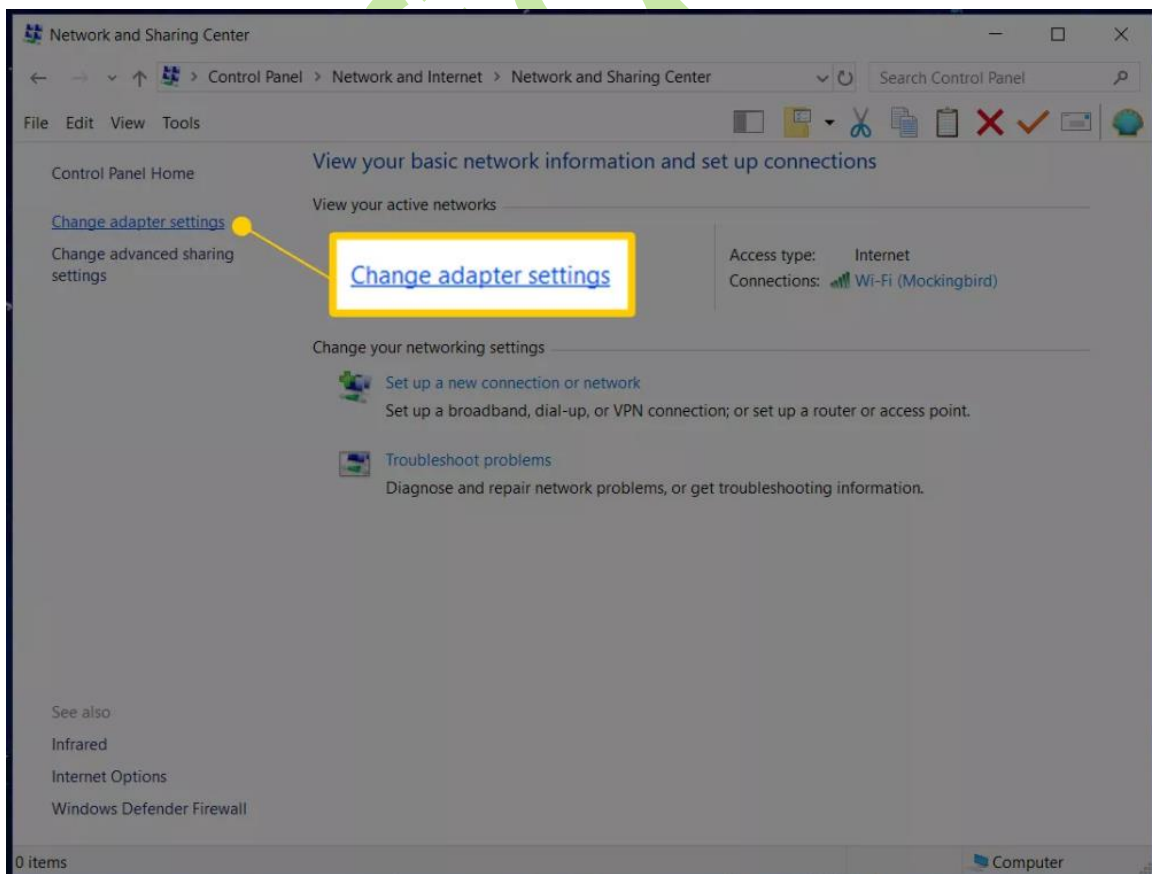 Network and Sharing Center
Control Panel > Network and Internet > Network and Sharing Center
Search Control Panel
File Edit View Tools
Control Panel Home
Change adapter settings
Change advanced sharing
settings
View your basic network information and set up connections
View your active networks
Change adapter settings
Access type: Internet
Connections: Wi-Fi (Mockingbird)
Change your networking settings
Set up a new connection or network
Set up a broadband, dial-up, or VPN connection; or set up a router or access point.
Troubleshoot problems
Diagnose and repair network problems, or get troubleshooting information.
See also
Infrared
Internet Options
Windows Defender Firewall
0 items
Computer